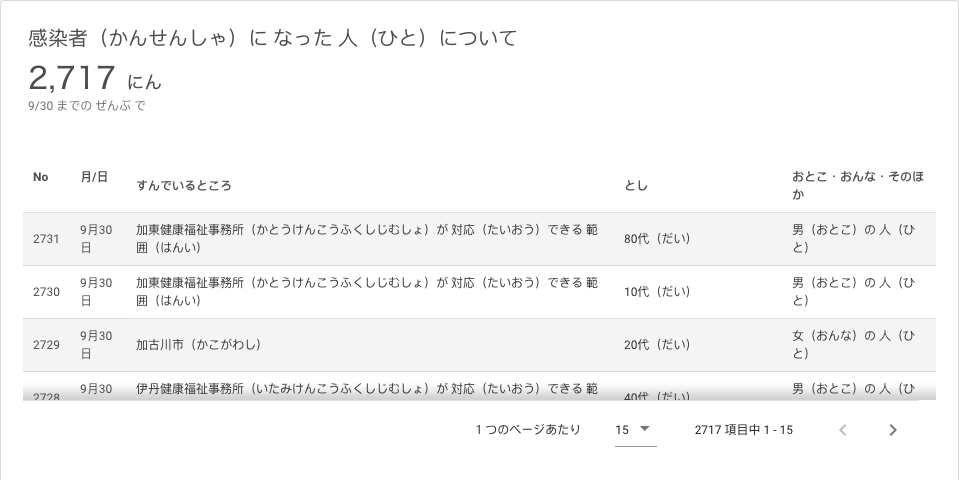 感染者（かんせんしゃ）に なった 人（ひと）について
2,717 にん
9/30 までの ぜんぶ で
No 月/日 すんでいるところ とし おとこ・おんな・そのほ
か
2731 9月30
日 加東健康福祉事務所（かとうけんこうふくしじむしょ）が 対応（たいおう）できる 範
囲（はんい） 80代（だい） 男（おとこ）の 人（ひ
と）
2730 9月30
日 加東健康福祉事務所（かとうけんこうふくしじむしょ）が 対応（たいおう）できる 範
囲（はんい） 10代（だい） 男（おとこ）の 人（ひ
と）
2729 9月30
日 加古川市（かこがわし） 20代（だい） 女（おんな）の 人（ひ
と）
2728 9月30 伊丹健康福祉事務所（いたみけんこうふくしじむしょ）が 対応（たいおう）できる 範 40代（だい） 男（おとこ）の 人（ひ
1 つのページあたり 15 2717 項目中 1 - 15